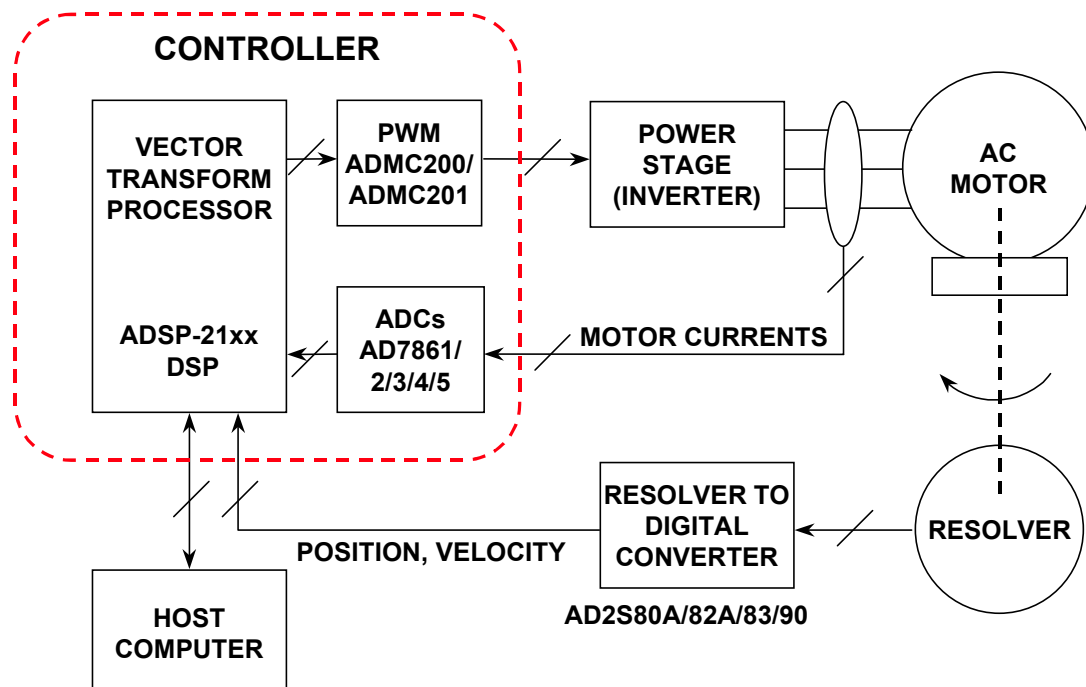 CONTROLLER
VECTOR
TRANSFORM
PROCESSOR
ADSP-21xx
DSP
PWM
ADMC200/
ADMC201
ADCs
AD7861/
2/3/4/5
POWER
STAGE
(INVERTER)
AC
MOTOR
MOTOR CURRENTS
RESOLVER TO
DIGITAL
CONVERTER
AD2S80A/82A/83/90
RESOLVER
POSITION, VELOCITY
HOST
COMPUTER